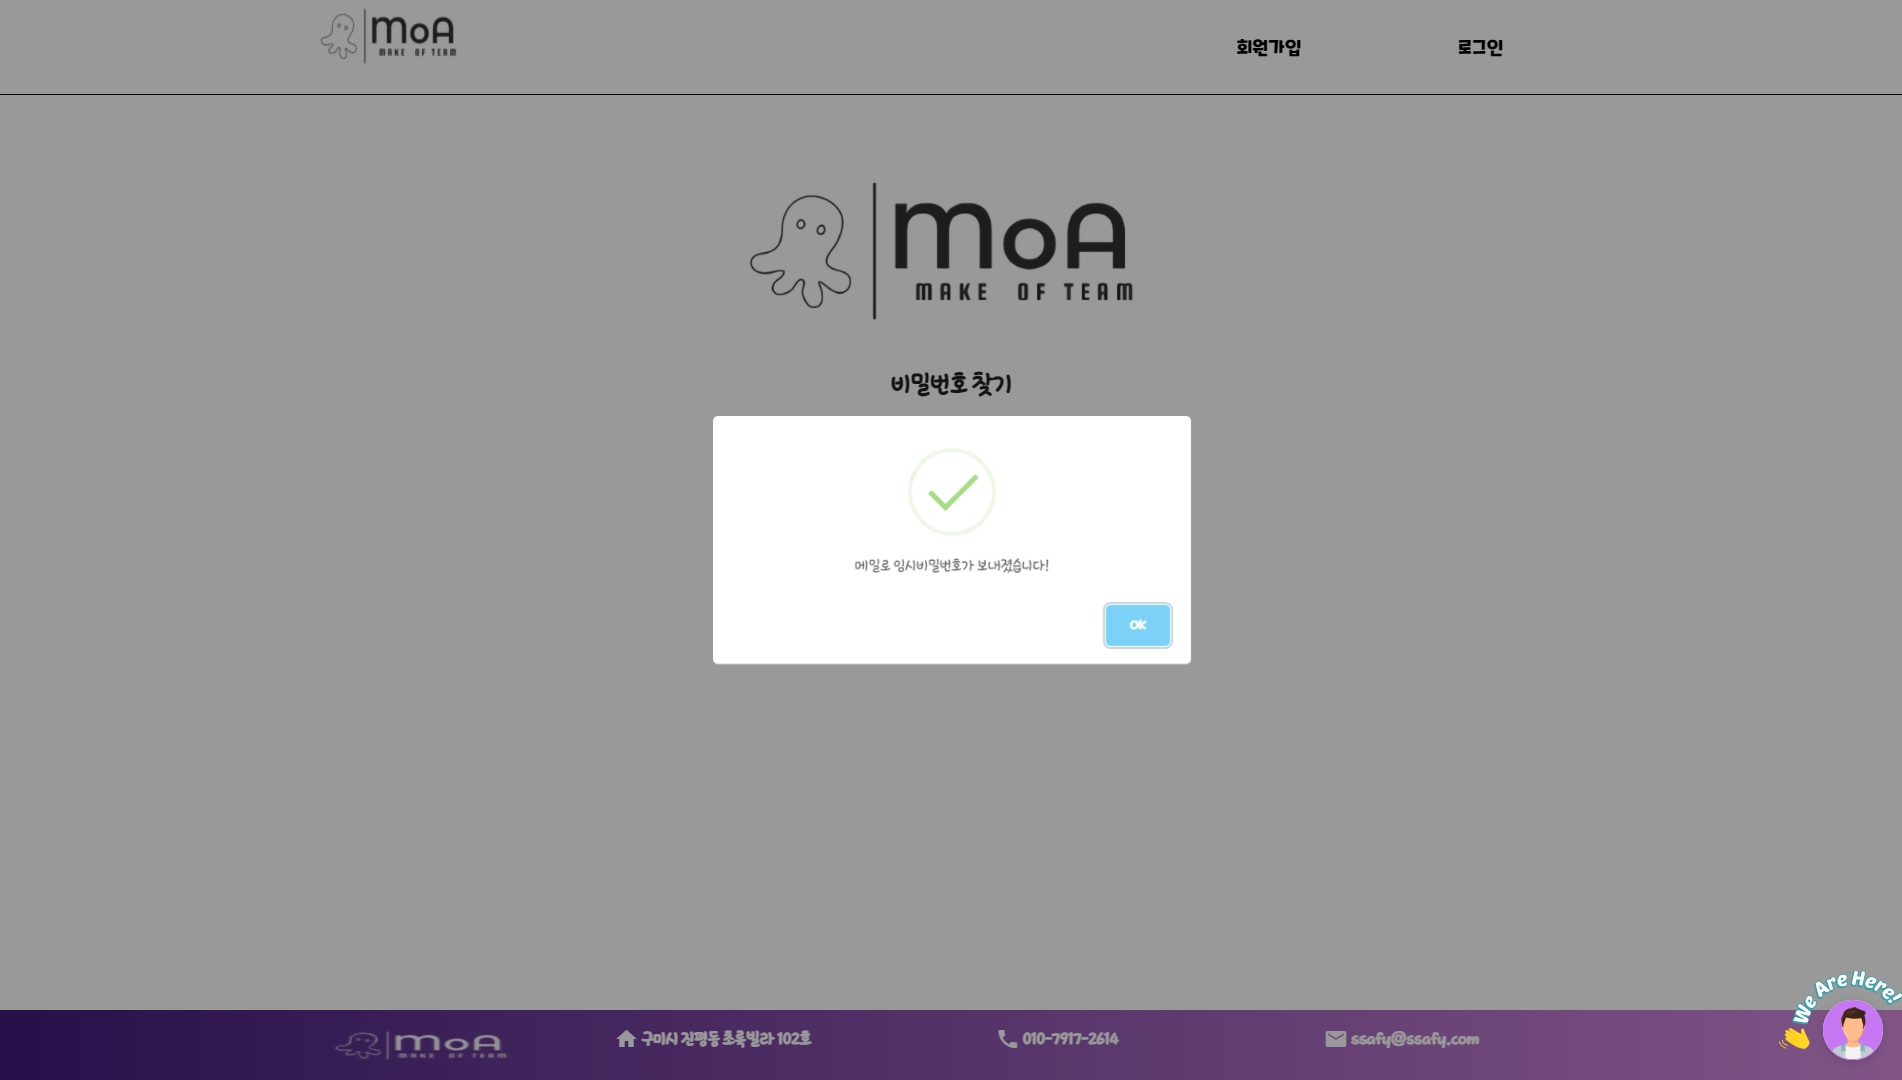 MoA
MAKE OF TEAM
회원가입
로그인
MoA
MAKE OF TEAM
비밀번호 찾기
메일로 임시비밀번호가 보내졌습니다!
OK
MoA
MAKE OF TEAM
구미시 진평동 초록빌라 102호
010-7917-2614
ssafy@ssafy.com
We Are Here!